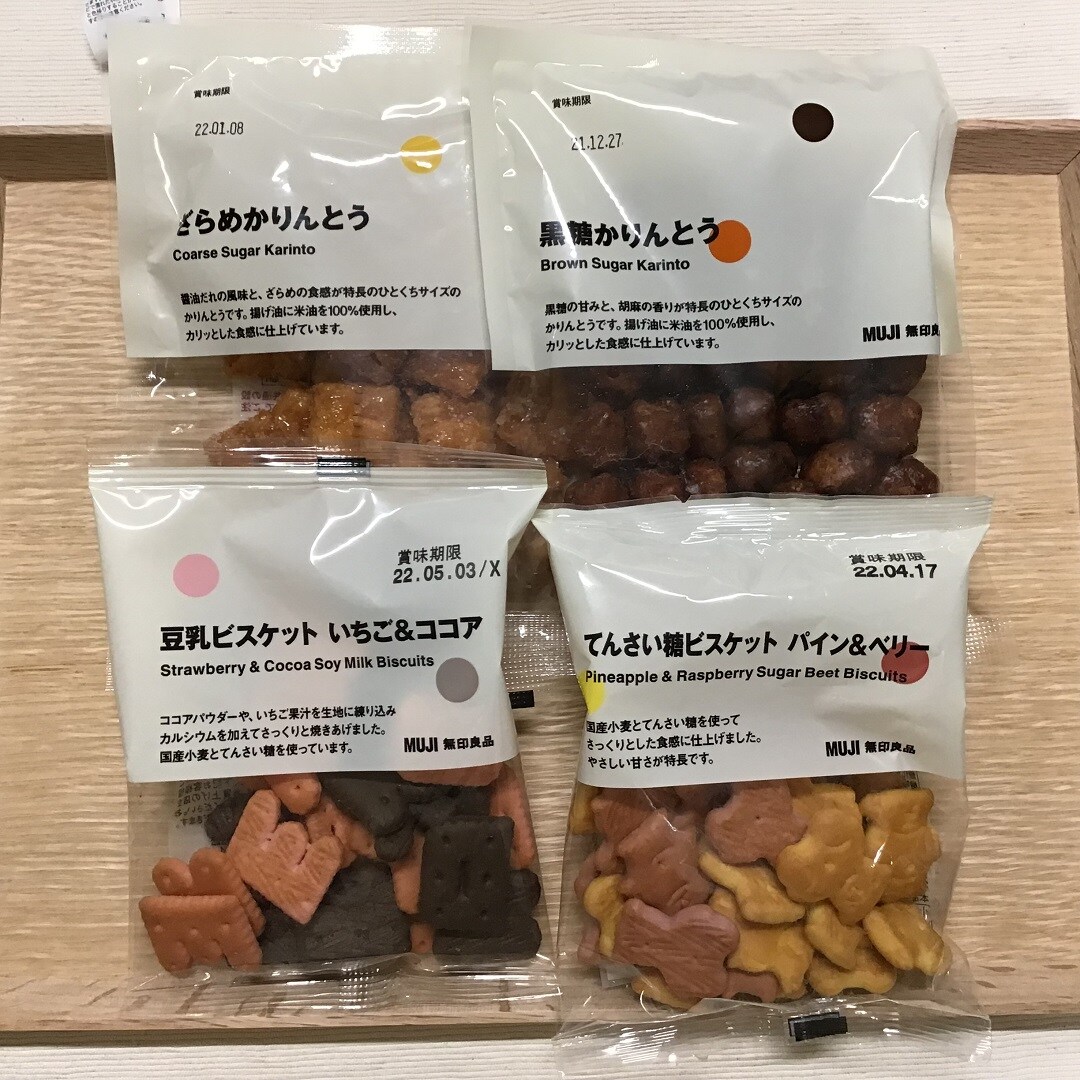 賞味期限
22.01.08
ざらめかりんとう
Coarse Sugar Karinto
醤油だれの風味と、ざらめの食感が特長のひとくちサイズの
かりんとうです。揚げ油に米油を100%使用し、
カリッとした食感に仕上げています。
賞味期限
21.12.27
黒糖かりんとう
Brown Sugar Karinto
黒糖の甘みと、胡麻の香りが特長のひとくちサイズの
かりんとうです。揚げ油に米油を100%使用し、
カリッとした食感に仕上げています。
MUJI 無印良品
賞味期限
22.05.03/X
豆乳ビスケット いちご&ココア
Strawberry & Cocoa Soy Milk Biscuits
ココアパウダーや、いちご果汁を生地に練り込み
カルシウムを加えてさっくりと焼きあげました。
国産小麦とてんさい糖を使っています。
MUJI 無印良品
賞味期限
22.04.17
てんさい糖ビスケット パイン&ベリー
Pineapple & Raspberry Sugar Beet Biscuits
国産小麦とてんさい糖を使って
さっくりとした食感に仕上げました。
やさしい甘さが特長です。
MUJI 無印良品